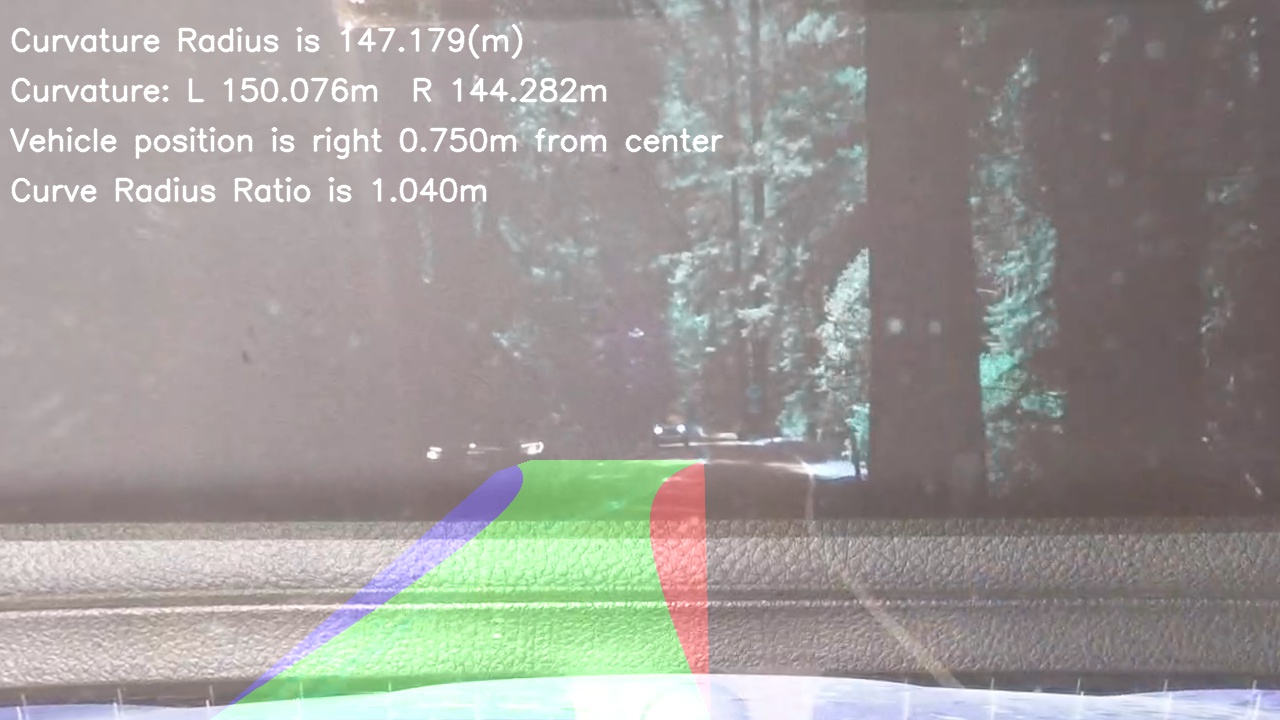 Curvature Radius is 147.179(m)
Curvature: L 150.076m R 144.282m
Vehicle position is right 0.750m from center
Curve Radius Ratio is 1.040m